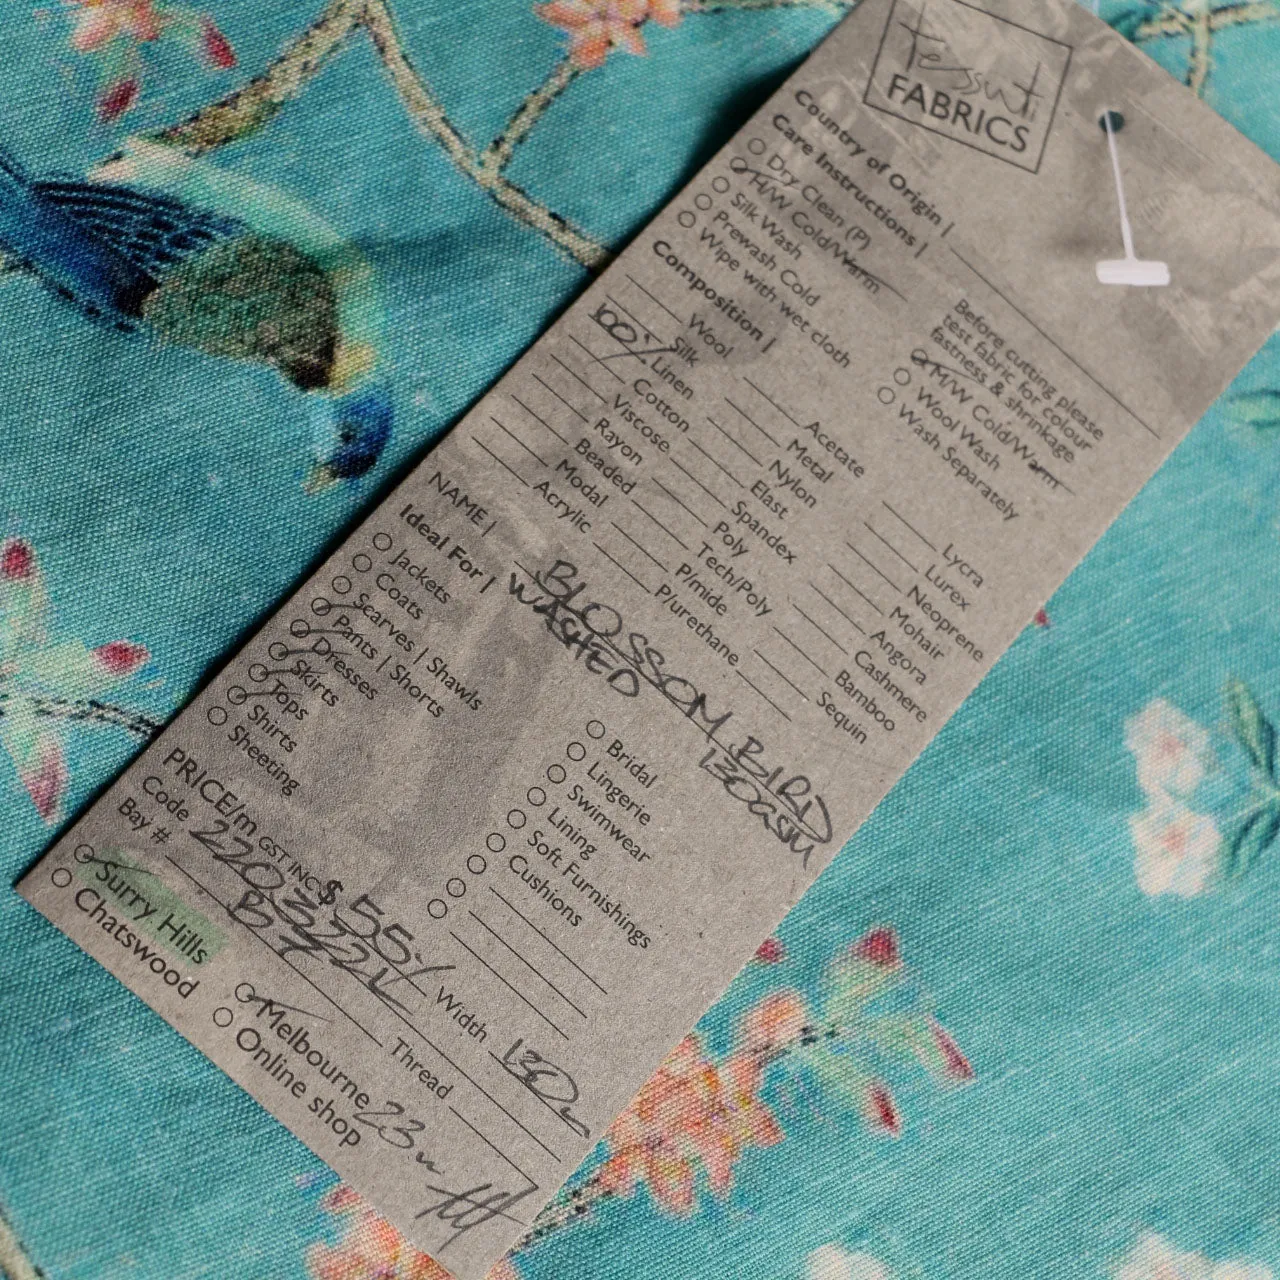 Tessuti
FABRICS
Country of Origin |
Care Instructions |
Dry Clean (P)
H/W Cold/Warm
Silk Wash
Prewash Cold
Wipe with wet cloth
Before cutting please
test fabric for colour
fastness & shrinkage
M/W Cold/Warm
Wool Wash
Wash Separately
Composition |
Wool
Silk
100% Linen
Cotton
Viscose
Rayon
Beaded
Modal
Acrylic
Acetate
Metal
Nylon
Elast
Spandex
Poly
Tech/Poly
P/mide
P/urethane
Lycra
Lurex
Neoprene
Mohair
Angora
Cashmere
Bamboo
Sequin
NAME | BLOSSOM BIRD
WASHED 130GSM
Ideal For |
Jackets
Coats
Scarves | Shawls
Pants | Shorts
Dresses
Skirts
Tops
Shirts
Sheeting
Bridal
Lingerie
Swimwear
Lining
Soft Furnishings
Cushions
PRICE/m GST INC $ 55 Width 130
Code 220372
Bay # Thread
Surry Hills
Chatswood
Melbourne 23m
Online shop